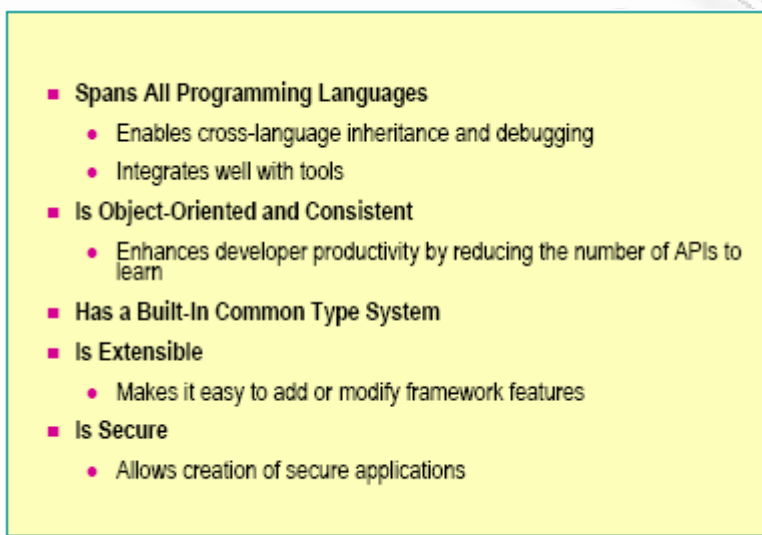 Spans All Programming Languages
Enables cross-language inheritance and debugging
Integrates well with tools
Is Object-Oriented and Consistent
Enhances developer productivity by reducing the number of APIs to
learn
Has a Built-In Common Type System
Is Extensible
Makes it easy to add or modify framework features
Is Secure
Allows creation of secure applications